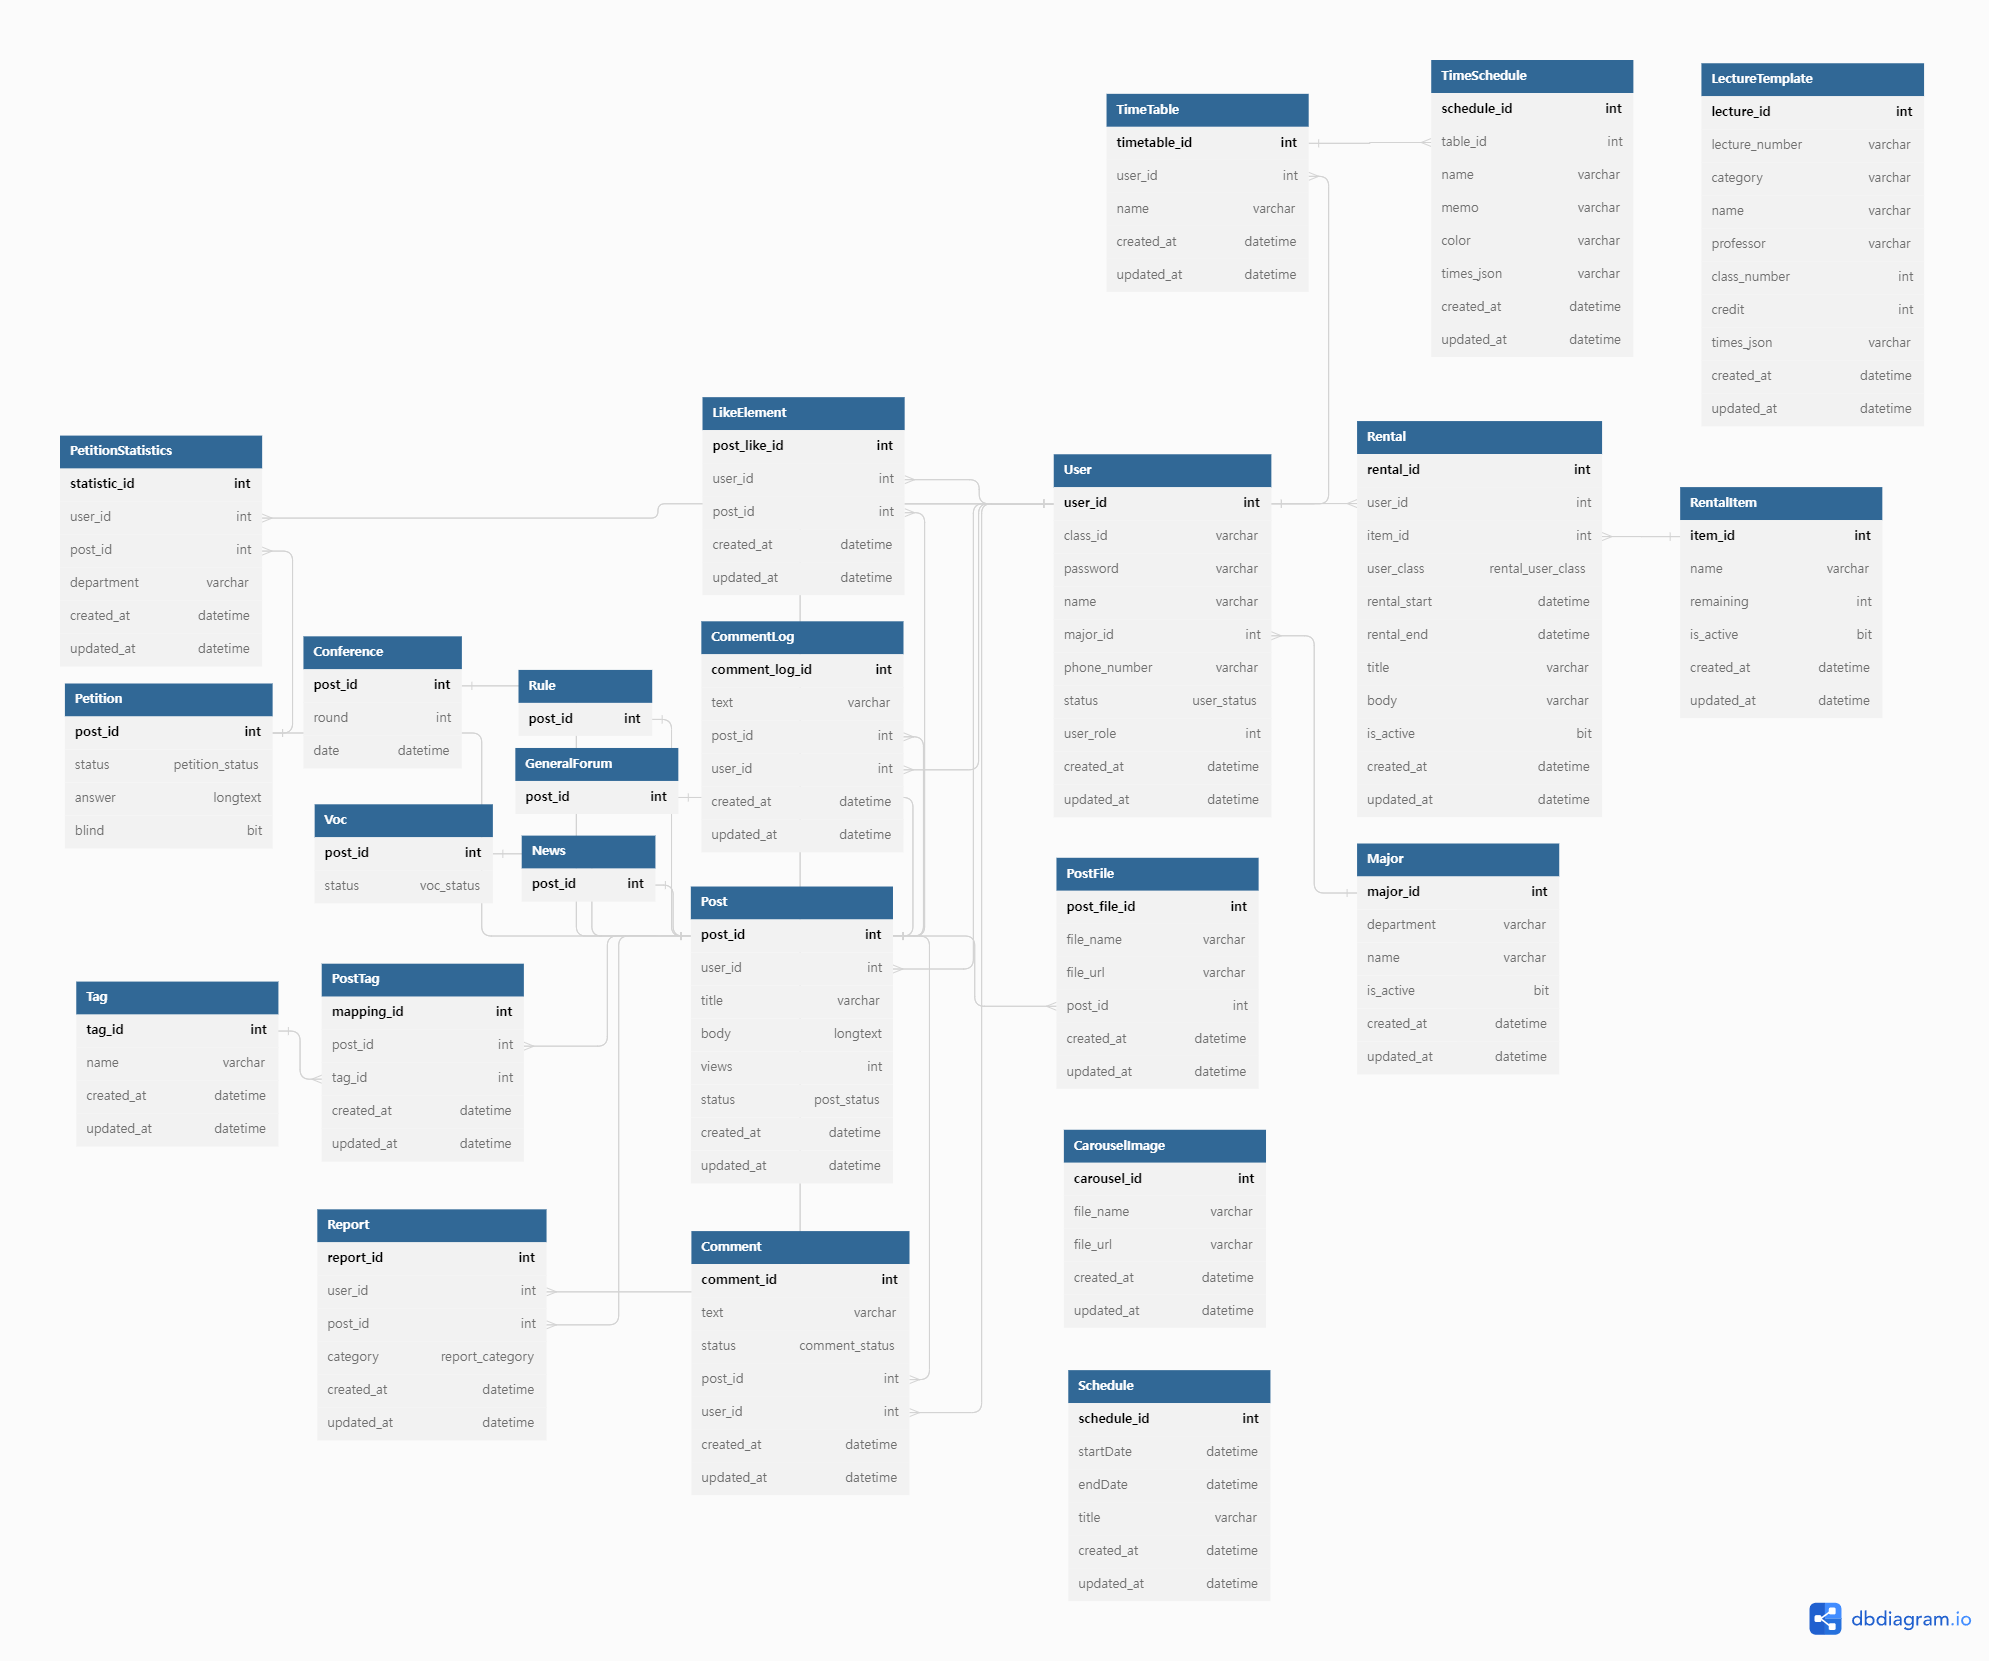 TimeSchedule
schedule_id int
table_id int
name varchar
memo varchar
color varchar
times_json varchar
created_at datetime
updated_at datetime
LectureTemplate
lecture_id int
lecture_number varchar
category varchar
name varchar
professor varchar
class_number int
credit int
times_json varchar
created_at datetime
updated_at datetime
TimeTable
timetable_id int
user_id int
name varchar
created_at datetime
updated_at datetime
LikeElement
post_like_id int
user_id int
post_id int
created_at datetime
updated_at datetime
PetitionStatistics
statistic_id int
user_id int
post_id int
department varchar
created_at datetime
updated_at datetime
User
user_id int
class_id varchar
password varchar
name varchar
major_id int
phone_number varchar
status user_status
user_role int
created_at datetime
updated_at datetime
Rental
rental_id int
user_id int
item_id int
user_class rental_user_class
rental_start datetime
rental_end datetime
title varchar
body varchar
is_active bit
created_at datetime
updated_at datetime
RentalItem
item_id int
name varchar
remaining int
is_active bit
created_at datetime
updated_at datetime
Conference
post_id int
round int
date datetime
Rule
post_id int
CommentLog
comment_log_id int
text varchar
post_id int
user_id int
created_at datetime
updated_at datetime
Petition
post_id int
status petition_status
answer longtext
blind bit
GeneralForum
post_id int
Voc
post_id int
status voc_status
News
post_id int
Post
post_id int
user_id int
title varchar
body longtext
views int
status post_status
created_at datetime
updated_at datetime
PostFile
post_file_id int
file_name varchar
file_url varchar
post_id int
created_at datetime
updated_at datetime
Major
major_id int
department varchar
name varchar
is_active bit
created_at datetime
updated_at datetime
Tag
tag_id int
name varchar
created_at datetime
updated_at datetime
PostTag
mapping_id int
post_id int
tag_id int
created_at datetime
updated_at datetime
CarouselImage
carousel_id int
file_name varchar
file_url varchar
created_at datetime
updated_at datetime
Report
report_id int
user_id int
post_id int
category report_category
created_at datetime
updated_at datetime
Comment
comment_id int
text varchar
status comment_status
post_id int
user_id int
created_at datetime
updated_at datetime
Schedule
schedule_id int
startDate datetime
endDate datetime
title varchar
created_at datetime
updated_at datetime
dbdiagram.io